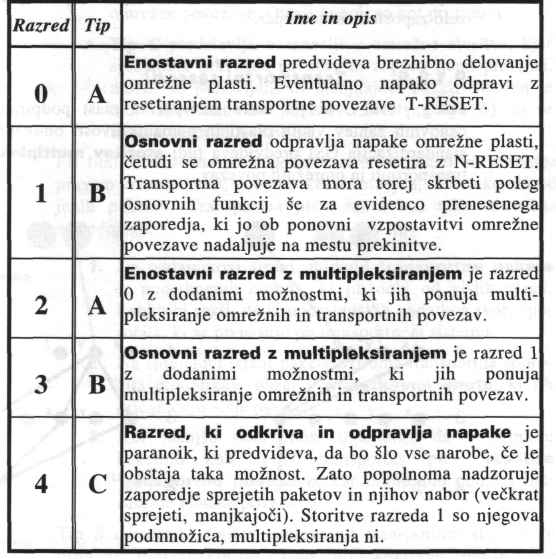 Razred Tip Ime in opis
0 A
Enostavni razred predvideva brezhibno delovanje
omrežne plasti. Eventualno napako odpravi z
resetiranjem transportne povezave T-RESET.
1 B
Osnovni razred odpravlja napake omrežne plasti,
četudi se omrežna povezava resetira N-RESET.
Transportna povezava mora torej skrbeti poleg
osnovnih funkcij še za evidenco prenesenega
zaporedja, ki jo ob ponovni vzpostavitvi omrežne
povezave nadaljuje na mestu prekinitve.
2 A
Enostavni razred z multipleksiranjem je razred
0 z dodanimi možnostmi, ki jih ponuja multi-
pleksiranje omrežnih in transportnih povezav.
3 B
Osnovni razred z multipleksiranjem je razred 1
z dodanimi možnostmi, ki jih ponuja
multipleksiranje omrežnih in transportnih povezav.
4 C
Razred, ki odkriva in odpravlja napake je
paranoik, ki predvideva, da bo šlo vse narobe, če le
obstaja taka možnost. Zato popolnoma nadzoruje
zaporedje sprejetih paketov in njihov nabor (večkrat
sprejeti, manjkajoči). Storitve razreda 1 so njegova
podmnožica, multipleksiranja ni.